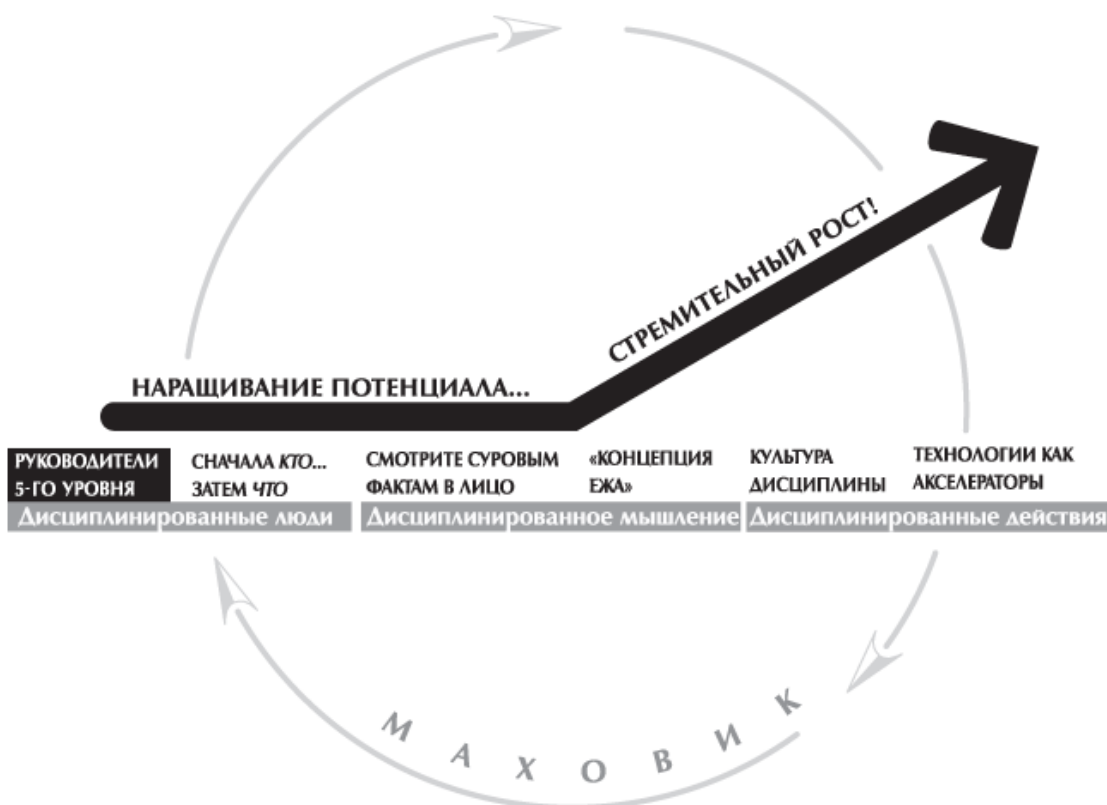 СТРЕМИТЕЛЬНЫЙ РОСТ!
НАРАЩИВАНИЕ ПОТЕНЦИАЛА...
РУКОВОДИТЕЛИ
5-ГО УРОВНЯ
СНАЧАЛА КТО...
ЗАТЕМ ЧТО
СМОТРИТЕ СУРОВЫМ
ФАКТАМ В ЛИЦО
«КОНЦЕПЦИЯ
ЕЖА»
КУЛЬТУРА
ДИСЦИПЛИНЫ
ТЕХНОЛОГИИ КАК
АКСЕЛЕРАТОРЫ
Дисциплинированные люди
Дисциплинированное мышление
Дисциплинированные действия
МАХОВИК